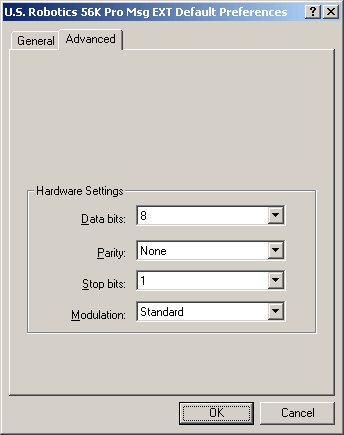 U.S. Robotics 56K Pro Msg EXT Default Preferences
General Advanced
Hardware Settings
Data bits: 8
Parity: None
Stop bits: 1
Modulation: Standard
OK Cancel